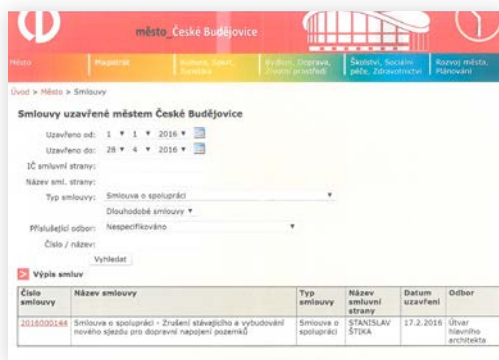 město_České Budějovice
Město Magistrát Kultura, Sport, Turistika Bydlení, Doprava, Životní prostředí Školství, Sociální péče, Zdravotnictví Rozvoj města, Plánování
Úvod > Město > Smlouvy
Smlouvy uzavřené městem České Budějovice
Uzavřeno od: 1 1 2016
Uzavřeno do: 28 4 2016
IČ smluvní strany:
Název sml. strany:
Typ smlouvy: Smlouva o spolupráci
Dlouhodobé smlouvy
Příslušející odbor: Nespecifikováno
Číslo / název:
Vyhledat
Výpis smluv
Číslo smlouvy Název smlouvy Typ smlouvy Název smluvní strany Datum uzavření Odbor
2016000144 Smlouva o spolupráci - Zrušení stávajícího a vybudování nového sjezdu pro dopravní napojení pozemků Smlouva o spolupráci STANISLAV ŠTIKA 17.2.2016 Útvar hlavního architekta